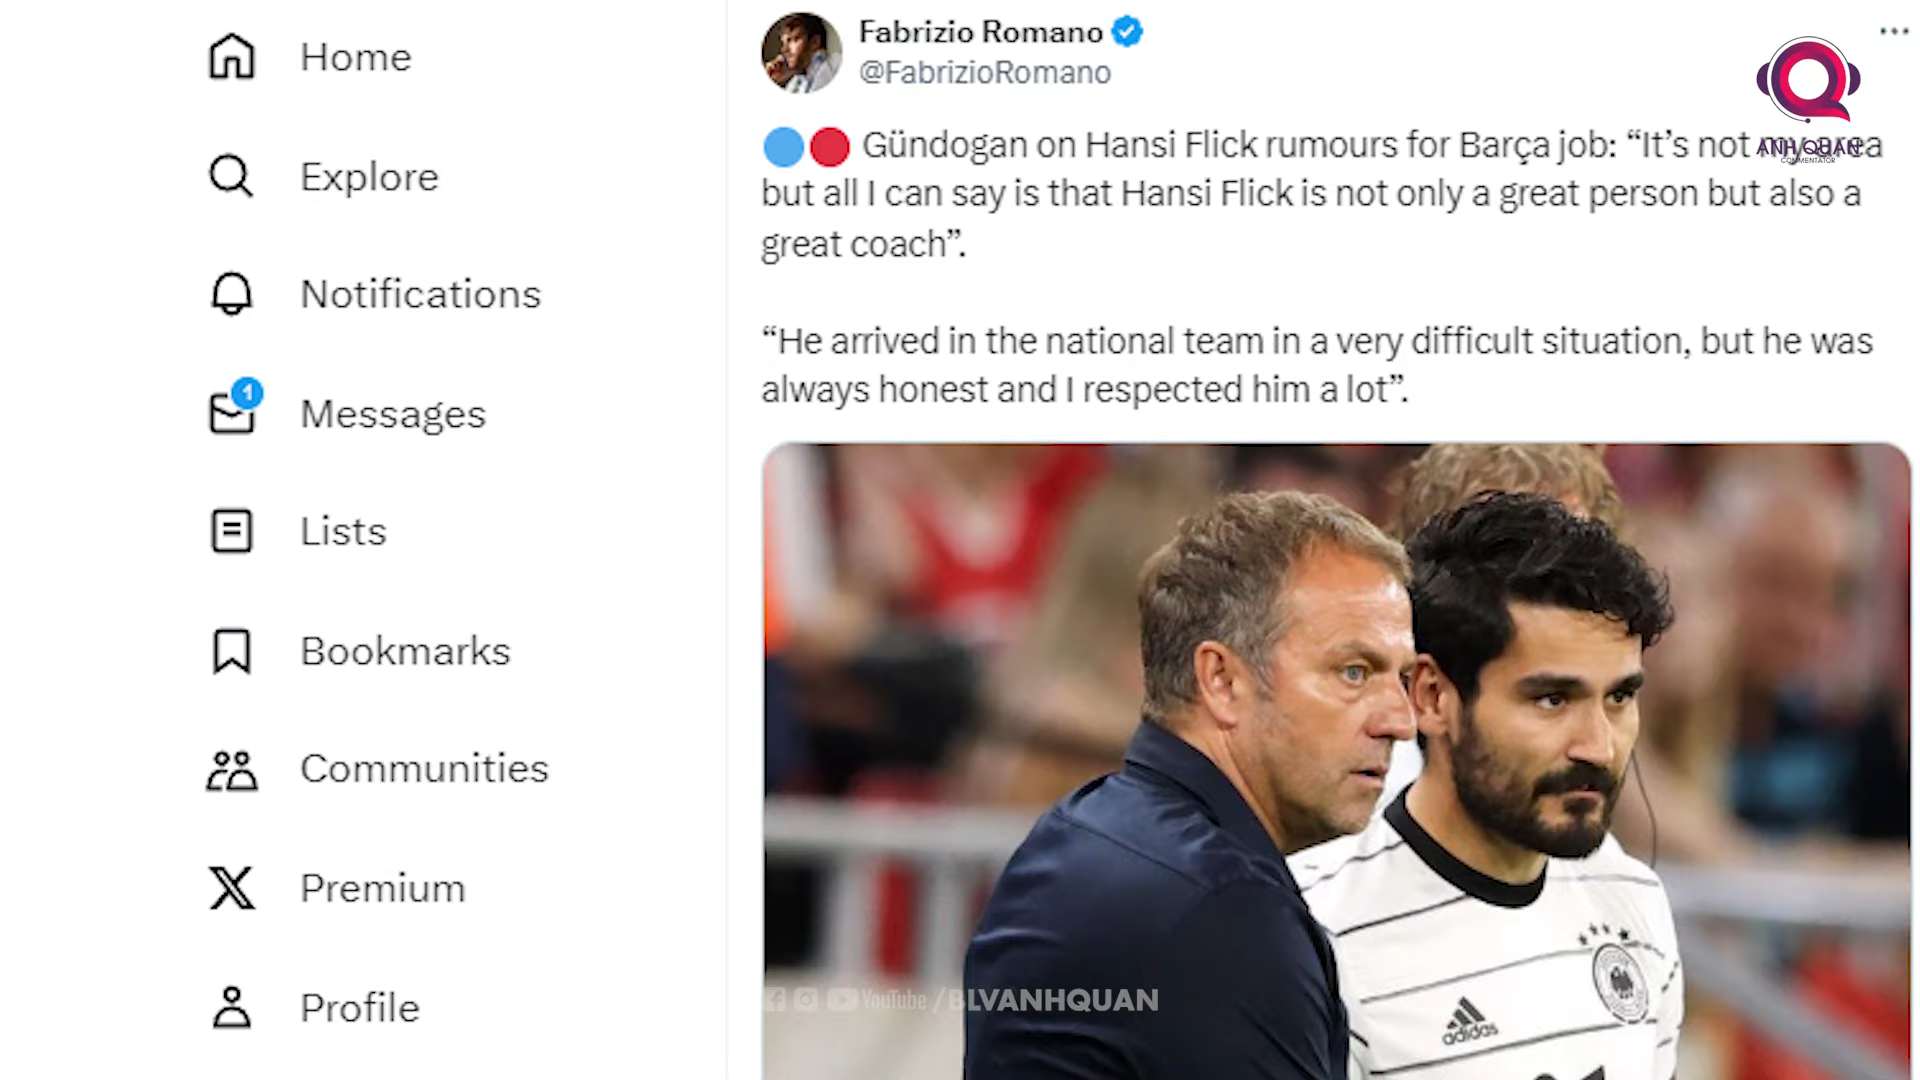 Home
Explore
Notifications
1
Messages
Lists
Bookmarks
Communities
Premium
Profile
Fabrizio Romano
@FabrizioRomano
Gündogan on Hansi Flick rumours for Barça job: “It’s not my area
but all I can say is that Hansi Flick is not only a great person but also a
great coach”.
“He arrived in the national team in a very difficult situation, but he was
always honest and I respected him a lot”.
ANH QUAN
COMMENTATOR
YouTube /BLVANHQUAN
adidas